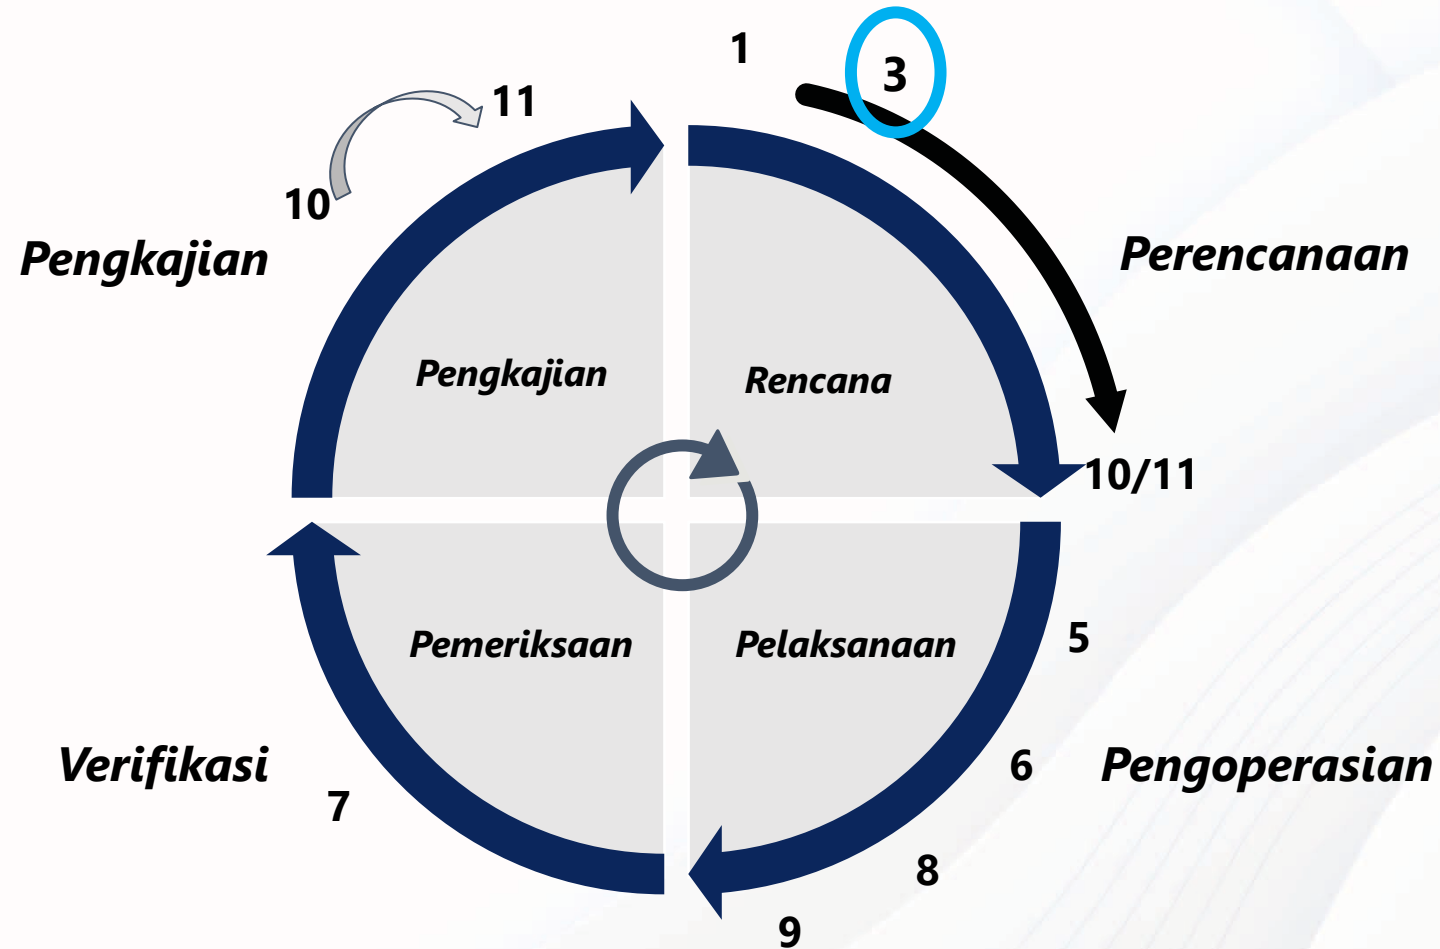 1
3
11
10
Pengkajian
Perencanaan
Pengkajian
Rencana
10/11
Pemeriksaan
Pelaksanaan
5
Verifikasi
6
Pengoperasian
7
8
9